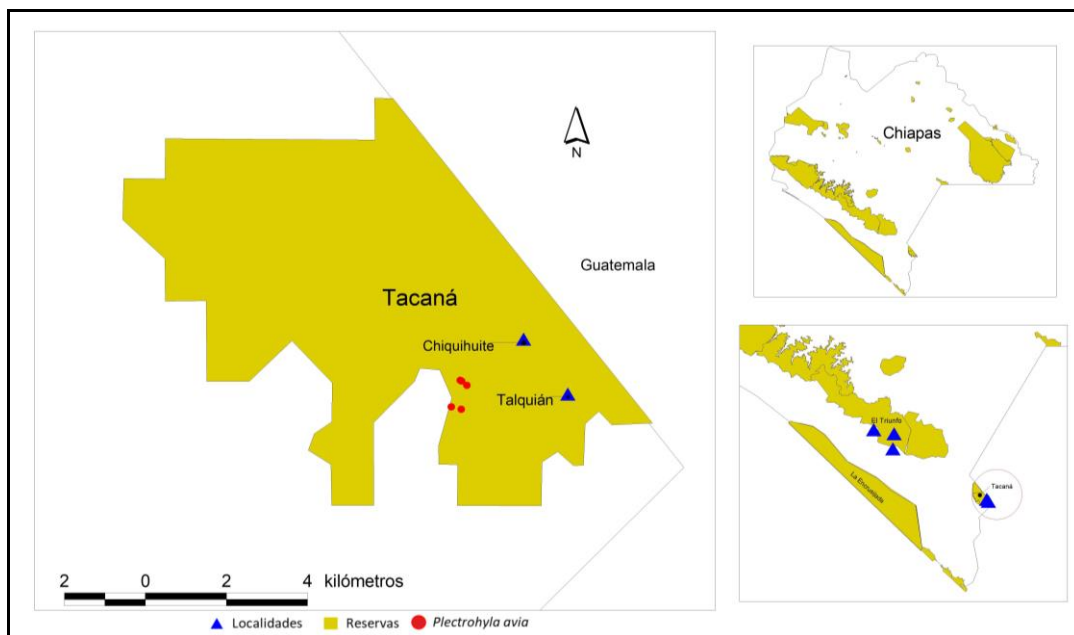 N
Guatemala
Tacaná
Chiquihuite
Talquián
2 0 2 4 kilómetros
Localidades Reservas Plectrohyla avia
Chiapas
El Triunfo
La Encrucijada
Tacaná